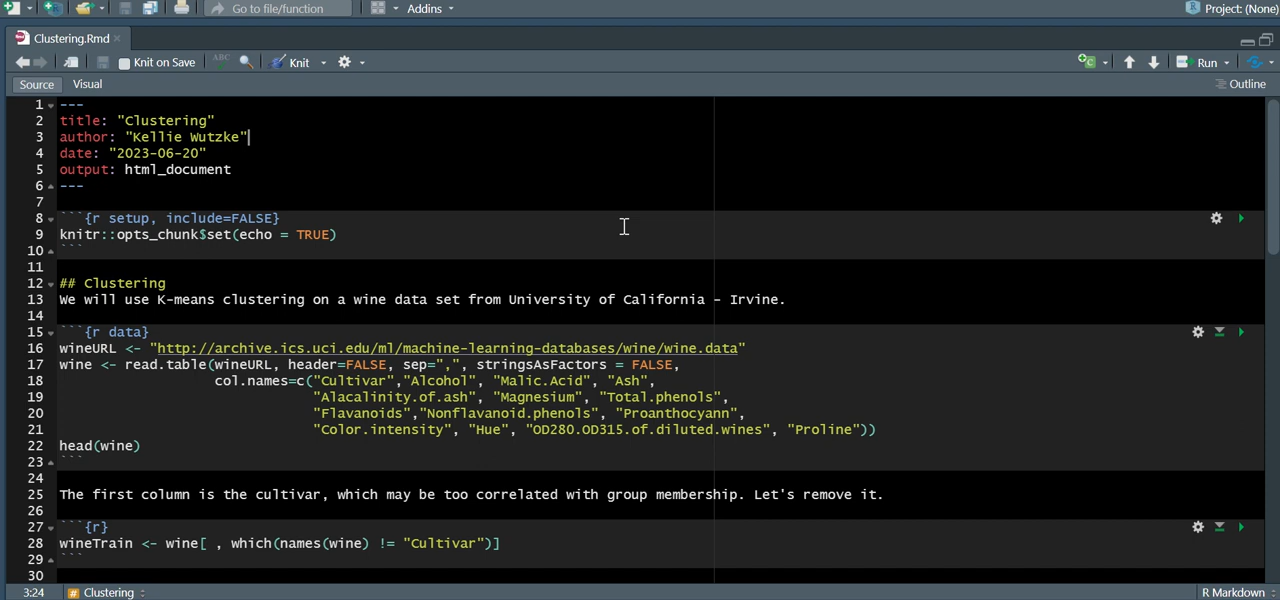 Go to file/function
Addins
Project: (None)
Clustering.Rmd
Knit on Save ABC Knit Run
Source Visual Outline
1 ---
2 title: "Clustering"
3 author: "Kellie Wutzke"
4 date: "2023-06-20"
5 output: html_document
6 ---
7
8 ```{r setup, include=FALSE}
9 knitr::opts_chunk$set(echo = TRUE)
10 ```
11
12 ## Clustering
13 We will use K-means clustering on a wine data set from University of California - Irvine.
14
15 ```{r data}
16 wineURL <- "http://archive.ics.uci.edu/ml/machine-learning-databases/wine/wine.data"
17 wine <- read.table(wineURL, header=FALSE, sep=",", stringsAsFactors = FALSE,
18 col.names=c("Cultivar","Alcohol", "Malic.Acid", "Ash",
19 "Alacalinity.of.ash", "Magnesium", "Total.phenols",
20 "Flavanoids","Nonflavanoid.phenols", "Proanthocyann",
21 "Color.intensity", "Hue", "OD280.OD315.of.diluted.wines", "Proline"))
22 head(wine)
23 ```
24
25 The first column is the cultivar, which may be too correlated with group membership. Let's remove it.
26
27 ```{r}
28 wineTrain <- wine[ , which(names(wine) != "Cultivar")]
29 ```
30
3:24 # Clustering R Markdown